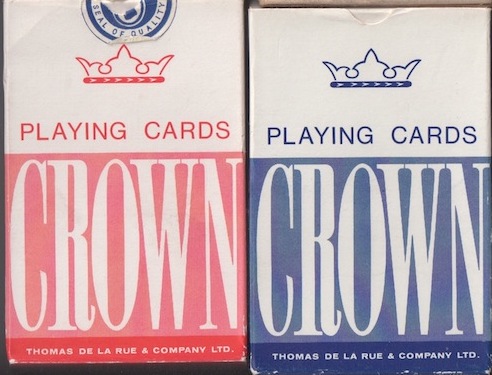 SEAL OF QUALITY
PLAYING CARDS
CROWN
THOMAS DE LA RUE & COMPANY LTD.
PLAYING CARDS
CROWN
THOMAS DE LA RUE & COMPANY LTD.